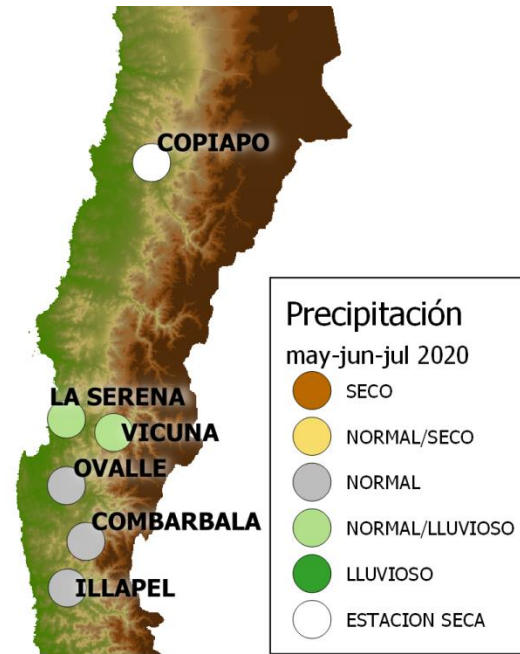 COPIAPO
LA SERENA
VICUNA
OVALLE
COMBARBALA
ILLAPEL
Precipitación
may-jun-jul 2020
SECO
NORMAL/SECO
NORMAL
NORMAL/LLUVIOSO
LLUVIOSO
ESTACION SECA